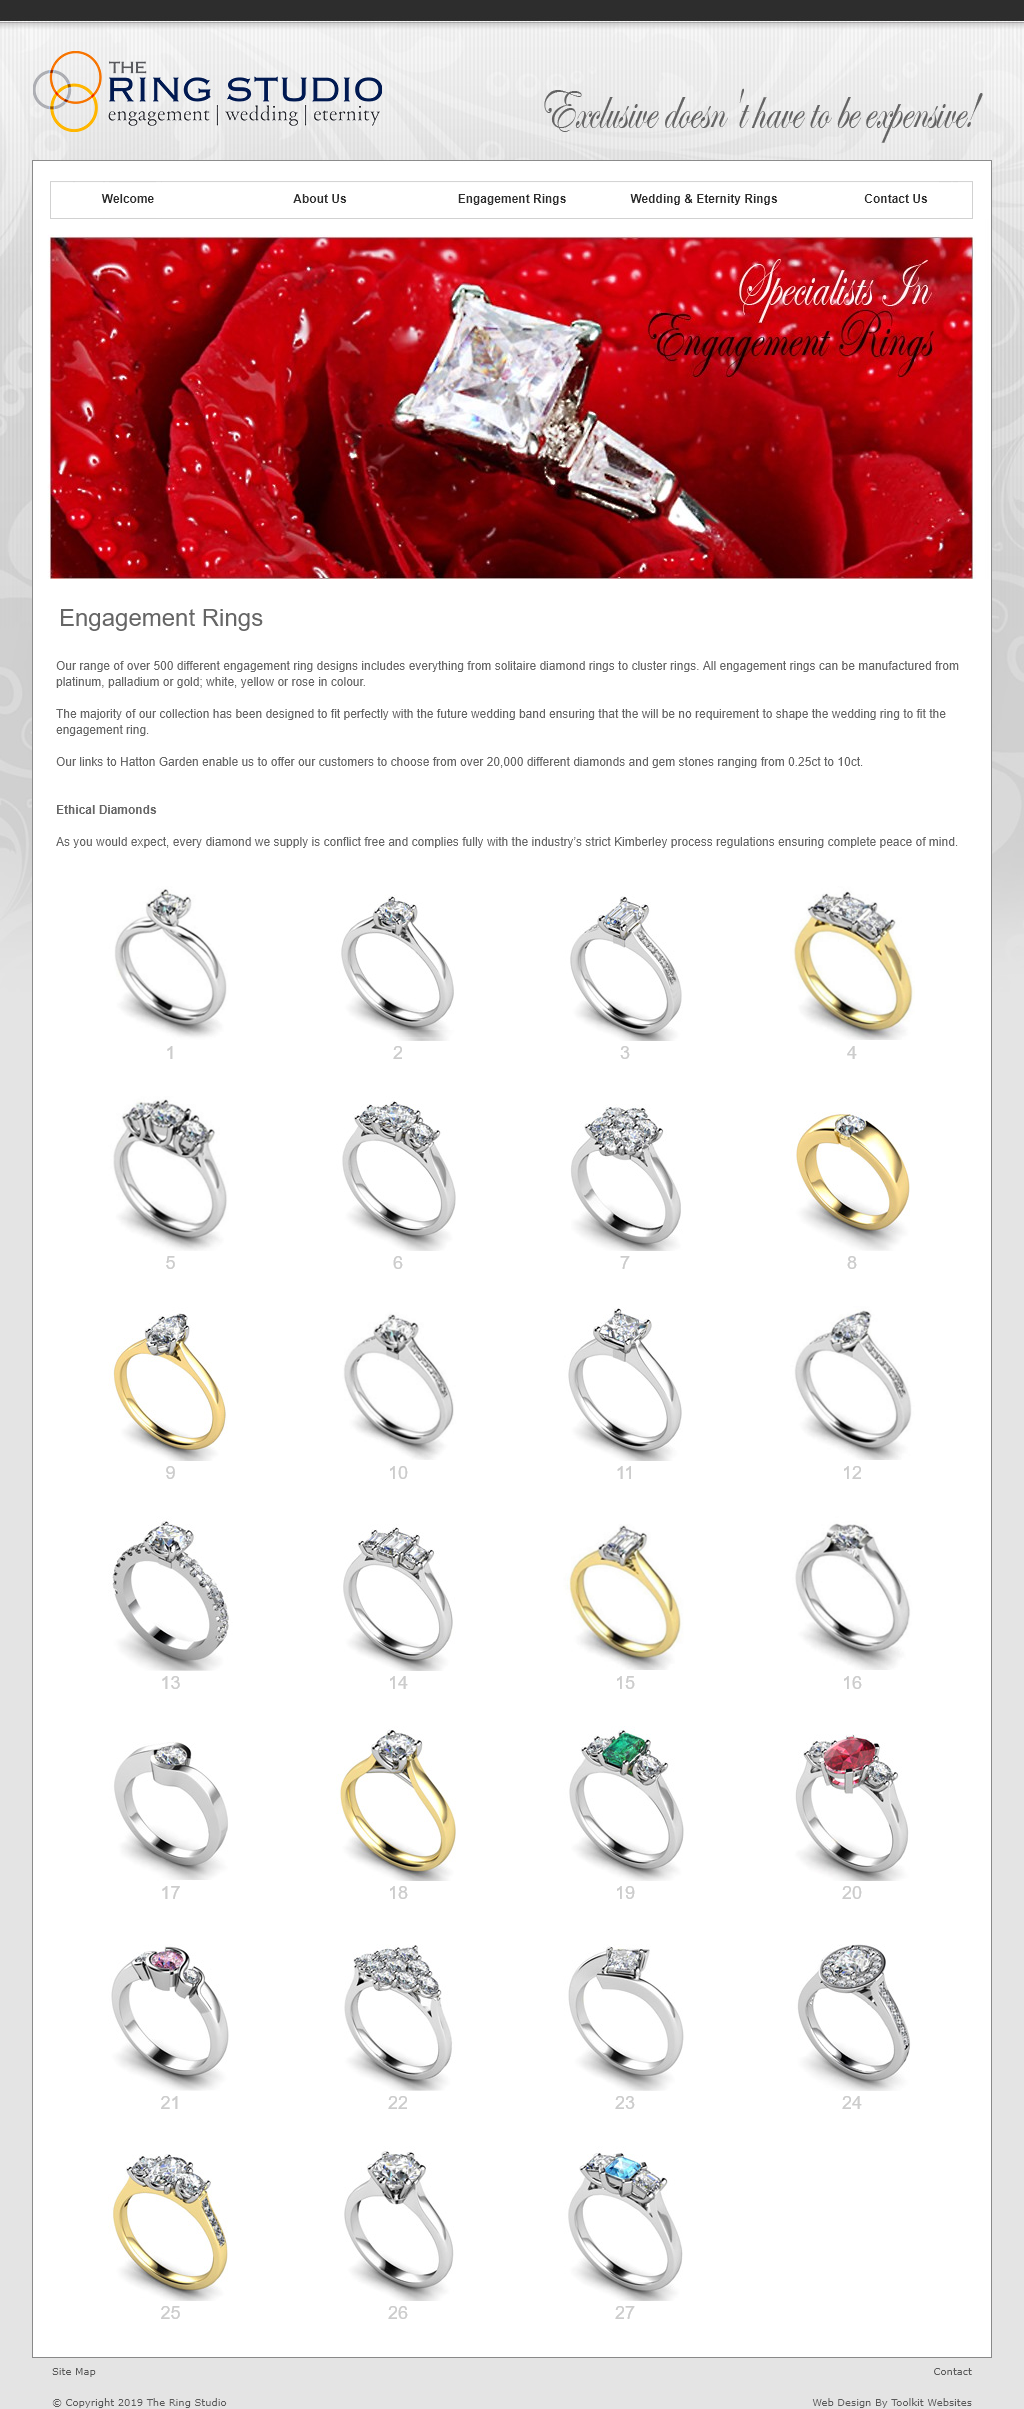 THE
RING STUDIO
engagement | wedding | eternity
Exclusive doesn't have to be expensive!
Welcome
About Us
Engagement Rings
Wedding & Eternity Rings
Contact Us
Specialists In
Engagement Rings
Engagement Rings
Our range of over 500 different engagement ring designs includes everything from solitaire diamond rings to cluster rings. All engagement rings can be manufactured from
platinum, palladium or gold; white, yellow or rose in colour.
The majority of our collection has been designed to fit perfectly with the future wedding band ensuring that the will be no requirement to shape the wedding ring to fit the
engagement ring.
Our links to Hatton Garden enable us to offer our customers to choose from over 20,000 different diamonds and gem stones ranging from 0.25ct to 10ct.
Ethical Diamonds
As you would expect, every diamond we supply is conflict free and complies fully with the industry's strict Kimberley process regulations ensuring complete peace of mind.
1
2
3
4
5
6
7
8
9
10
11
12
13
14
15
16
17
18
19
20
21
22
23
24
25
26
27
Site Map
Contact
© Copyright 2019 The Ring Studio
Web Design By Toolkit Websites